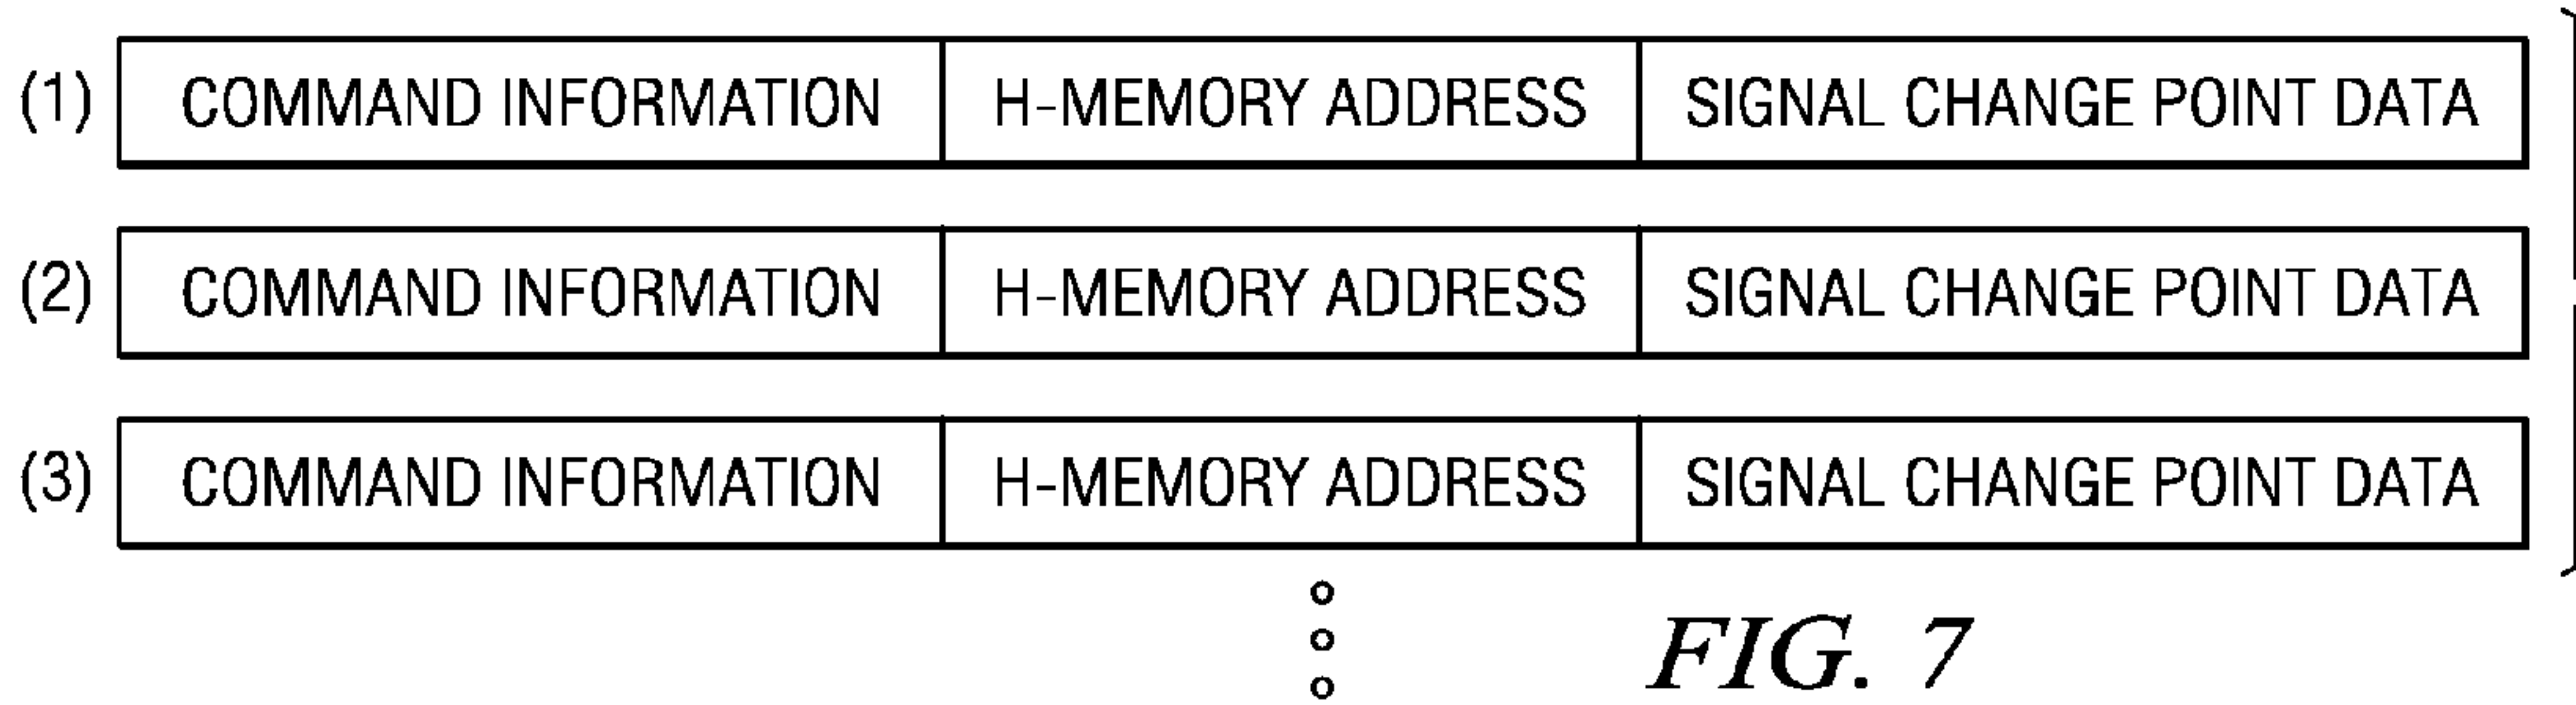 (1) COMMAND INFORMATION H-MEMORY ADDRESS SIGNAL CHANGE POINT DATA
(2) COMMAND INFORMATION H-MEMORY ADDRESS SIGNAL CHANGE POINT DATA
(3) COMMAND INFORMATION H-MEMORY ADDRESS SIGNAL CHANGE POINT DATA
FIG. 7